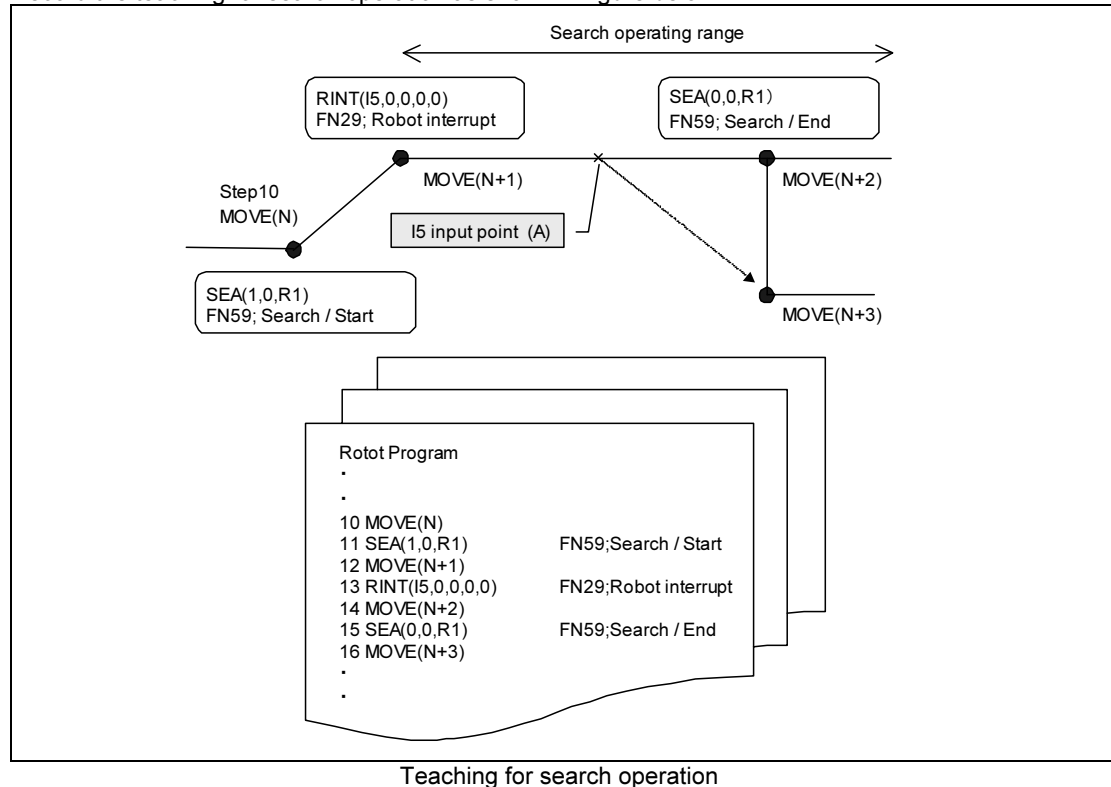 Search operating range
RINT(I5,0,0,0,0)
FN29; Robot interrupt
SEA(0,0,R1)
FN59; Search / End
MOVE(N+1)
MOVE(N+2)
Step10
MOVE(N)
I5 input point (A)
SEA(1,0,R1)
FN59; Search / Start
MOVE(N+3)
Rotot Program
.
.
10 MOVE(N)
11 SEA(1,0,R1) FN59;Search / Start
12 MOVE(N+1)
13 RINT(I5,0,0,0,0) FN29;Robot interrupt
14 MOVE(N+2)
15 SEA(0,0,R1) FN59;Search / End
16 MOVE(N+3)
.
.
Teaching for search operation